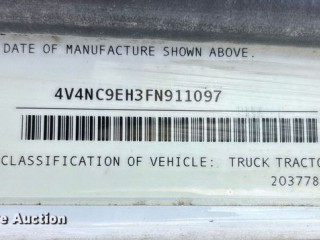 DATE OF MANUFACTURE SHOWN ABOVE.
4V4NC9EH3FN911097
CLASSIFICATION OF VEHICLE: TRUCK TRACTO
203778
e Auction